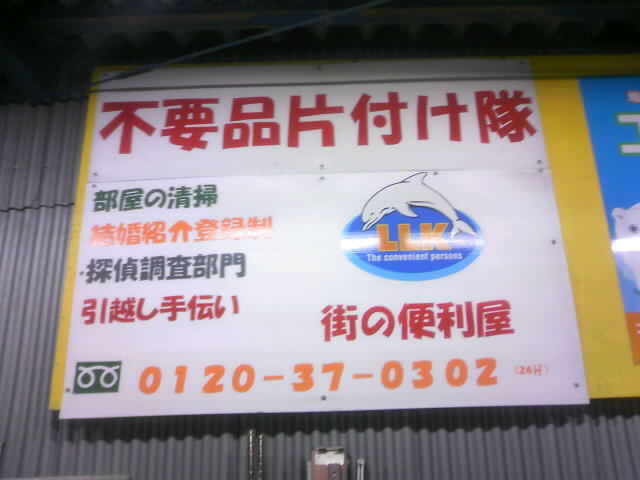 不要品片付け隊
部屋の清掃
結婚紹介登録制
探偵調査部門
引越し手伝い
LLK
The convenient persons
街の便利屋
0120-37-0302 (24H)